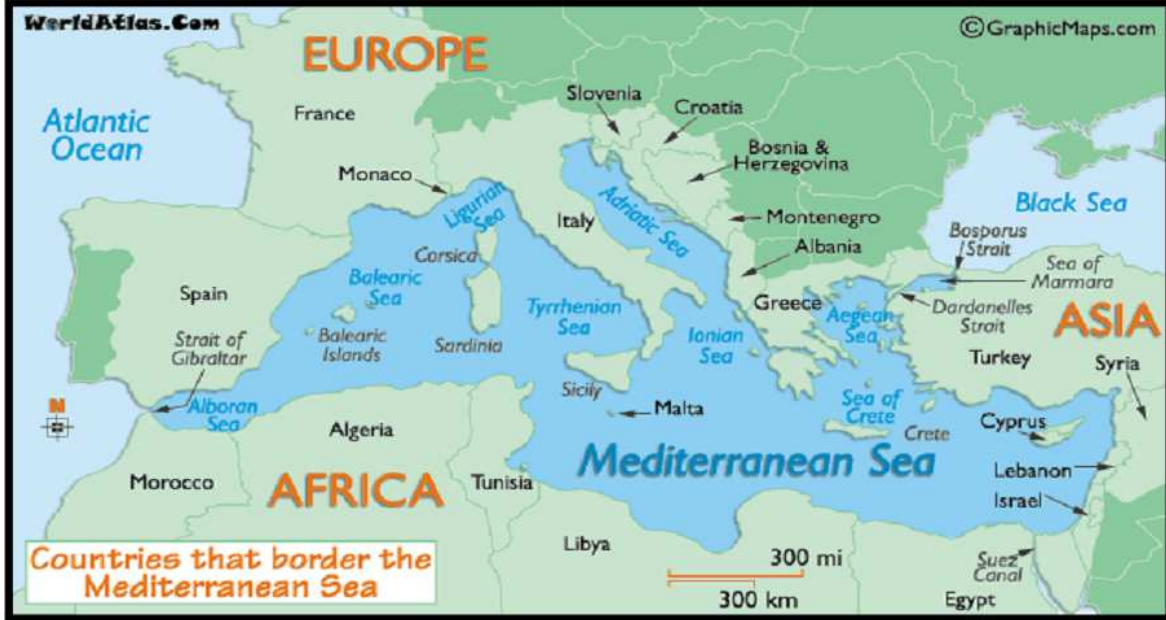 WorldAtlas.Com
©GraphicMaps.com
EUROPE
Atlantic
Ocean
France
Slovenia
Croatia
Bosnia &
Herzegovina
Monaco
Ligurian
Sea
Italy
Adriatic Sea
Montenegro
Albania
Black Sea
Bosporus
Strait
Sea of
Marmara
Dardanelles
Strait
ASIA
Corsica
Balearic
Sea
Spain
Strait of
Gibraltar
Balearic
Islands
Sardinia
Tyrrhenian
Sea
Ionian
Sea
Greece
Aegean
Sea
Turkey
Syria
Sicily
Malta
Sea of
Crete
Crete
Cyprus
Lebanon
Israel
N
Alboran
Sea
Algeria
Mediterranean Sea
Morocco
AFRICA
Tunisia
Libya
Suez
Canal
Egypt
Countries that border the
Mediterranean Sea
300 mi
300 km